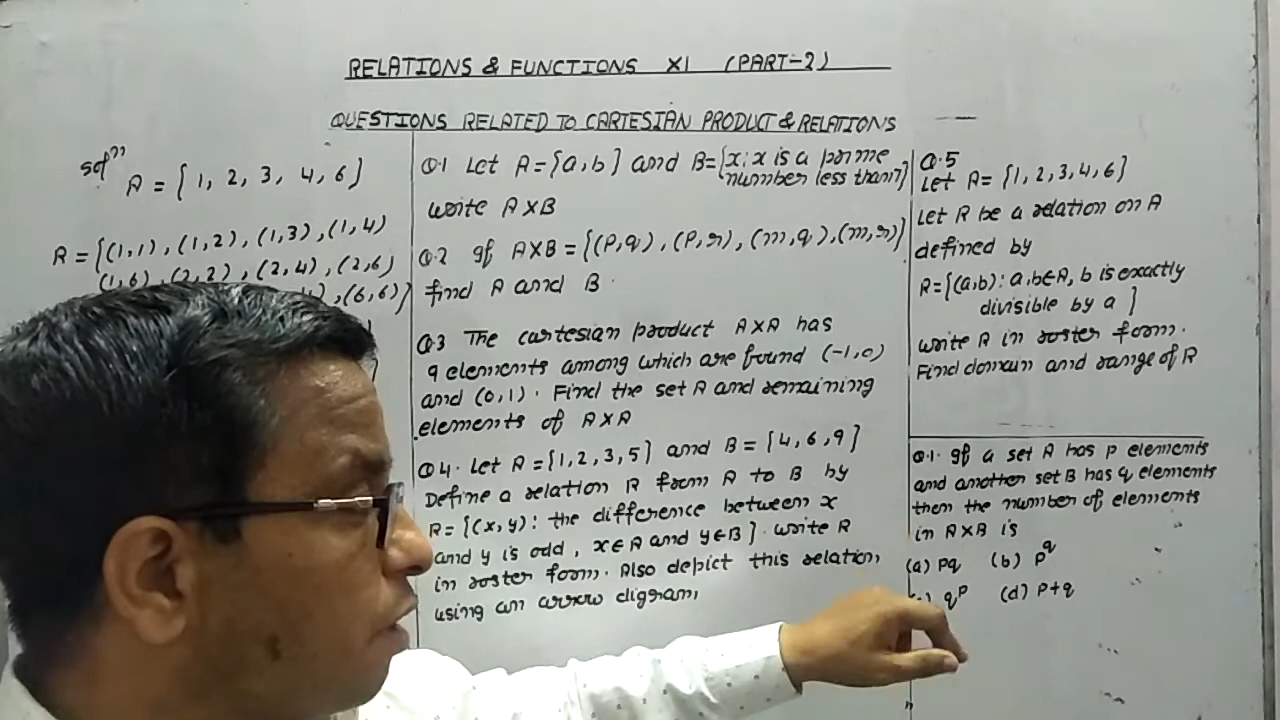 RELATIONS & FUNCTIONS XI (PART-2)
QUESTIONS RELATED TO CARTESIAN PRODUCT & RELATIONS
solⁿ
A = {1, 2, 3, 4, 6}
R = {(1,1), (1,2), (1,3), (1,4)
(1,6), (2,2), (2,4), (2,6)
), (6,6)}
Q.1 Let A = {a,b} and B = {x: x is a prime
number less than 7}
write A×B
Q.2 If A×B = {(P,q), (P,r), (m,q), (m,r)}
find A and B.
Q.3 The cartesian product A×A has
9 elements among which are found (-1,0)
and (0,1). Find the set A and remaining
elements of A×A
Q.4. Let A = {1,2,3,5} and B = {4,6,9}
Define a relation R from A to B by
R = {(x,y): the difference between x
and y is odd, x∈A and y∈B}. write R
in roster form. Also depict this relation,
using an arrow digram,
Q.5
Let A = {1,2,3,4,6}
Let R be a relation on A
defined by
R = {(a,b): a,b∈A, b is exactly
divisible by a}
write R in roster form.
Find domain and range of R
Q.1. If a set A has p elements
and another set B has q elements
then the number of elements
in A×B is
(a) pq (b) p^q
q^p (d) p+q